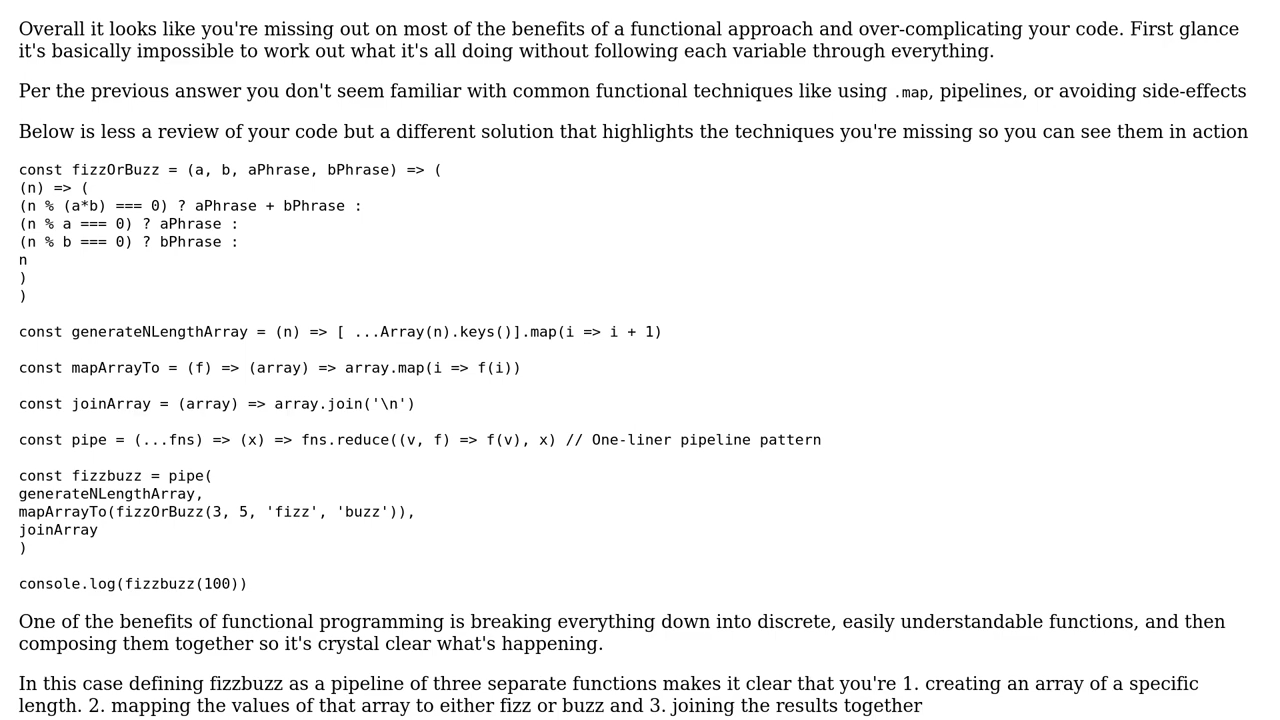 Overall it looks like you're missing out on most of the benefits of a functional approach and over-complicating your code. First glance
it's basically impossible to work out what it's all doing without following each variable through everything.
Per the previous answer you don't seem familiar with common functional techniques like using .map, pipelines, or avoiding side-effects
Below is less a review of your code but a different solution that highlights the techniques you're missing so you can see them in action
const fizzOrBuzz = (a, b, aPhrase, bPhrase) => (
(n) => (
(n % (a*b) === 0) ? aPhrase + bPhrase :
(n % a === 0) ? aPhrase :
(n % b === 0) ? bPhrase :
n
)
)
const generateNLengthArray = (n) => [ ...Array(n).keys()].map(i => i + 1)
const mapArrayTo = (f) => (array) => array.map(i => f(i))
const joinArray = (array) => array.join('\n')
const pipe = (...fns) => (x) => fns.reduce((v, f) => f(v), x) // One-liner pipeline pattern
const fizzbuzz = pipe(
generateNLengthArray,
mapArrayTo(fizzOrBuzz(3, 5, 'fizz', 'buzz')),
joinArray
)
console.log(fizzbuzz(100))
One of the benefits of functional programming is breaking everything down into discrete, easily understandable functions, and then
composing them together so it's crystal clear what's happening.
In this case defining fizzbuzz as a pipeline of three separate functions makes it clear that you're 1. creating an array of a specific
length. 2. mapping the values of that array to either fizz or buzz and 3. joining the results together